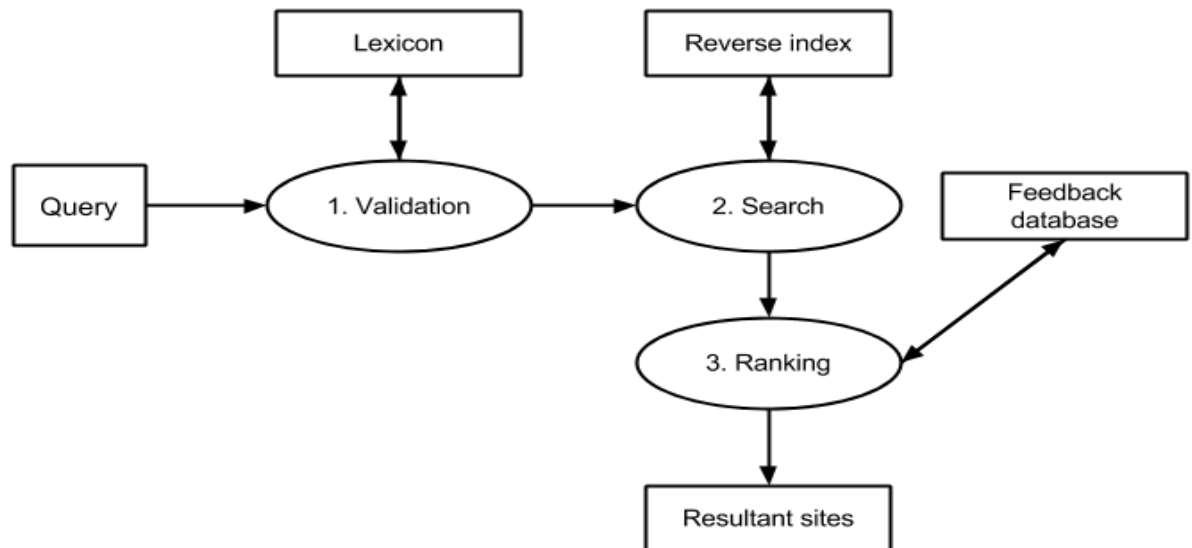 Lexicon
Reverse index
Query
1. Validation
2. Search
Feedback
database
3. Ranking
Resultant sites